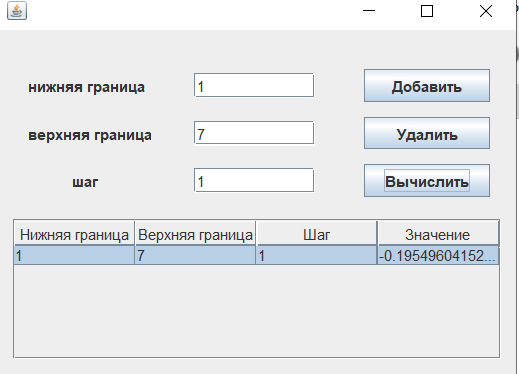 нижняя граница 1 Добавить
верхняя граница 7 Удалить
шаг 1 Вычислить
Нижняя граница Верхняя граница Шаг Значение
1 7 1 -0.19549604152...